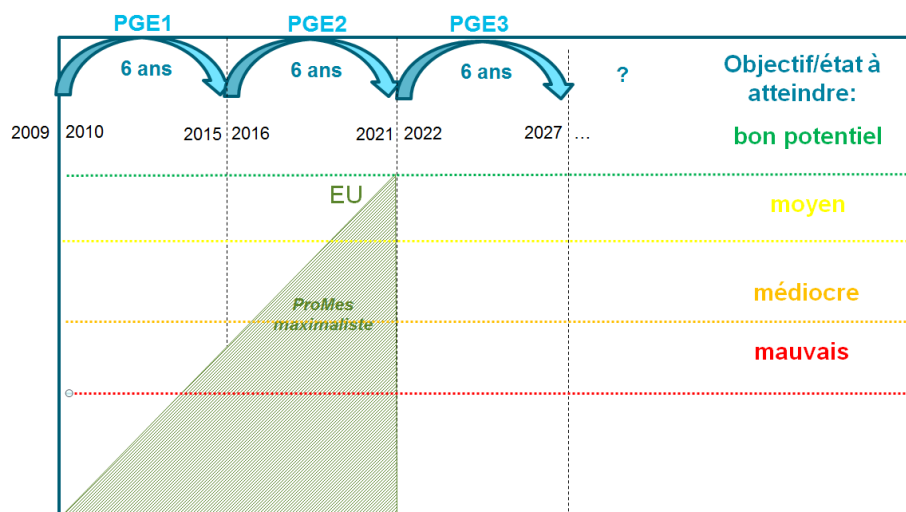 PGE1
PGE2
PGE3
6 ans
6 ans
6 ans
?
Objectif/état à
atteindre:
2009
2010
2015
2016
2021
2022
2027
...
bon potentiel
EU
moyen
ProMes
maximaliste
médiocre
mauvais